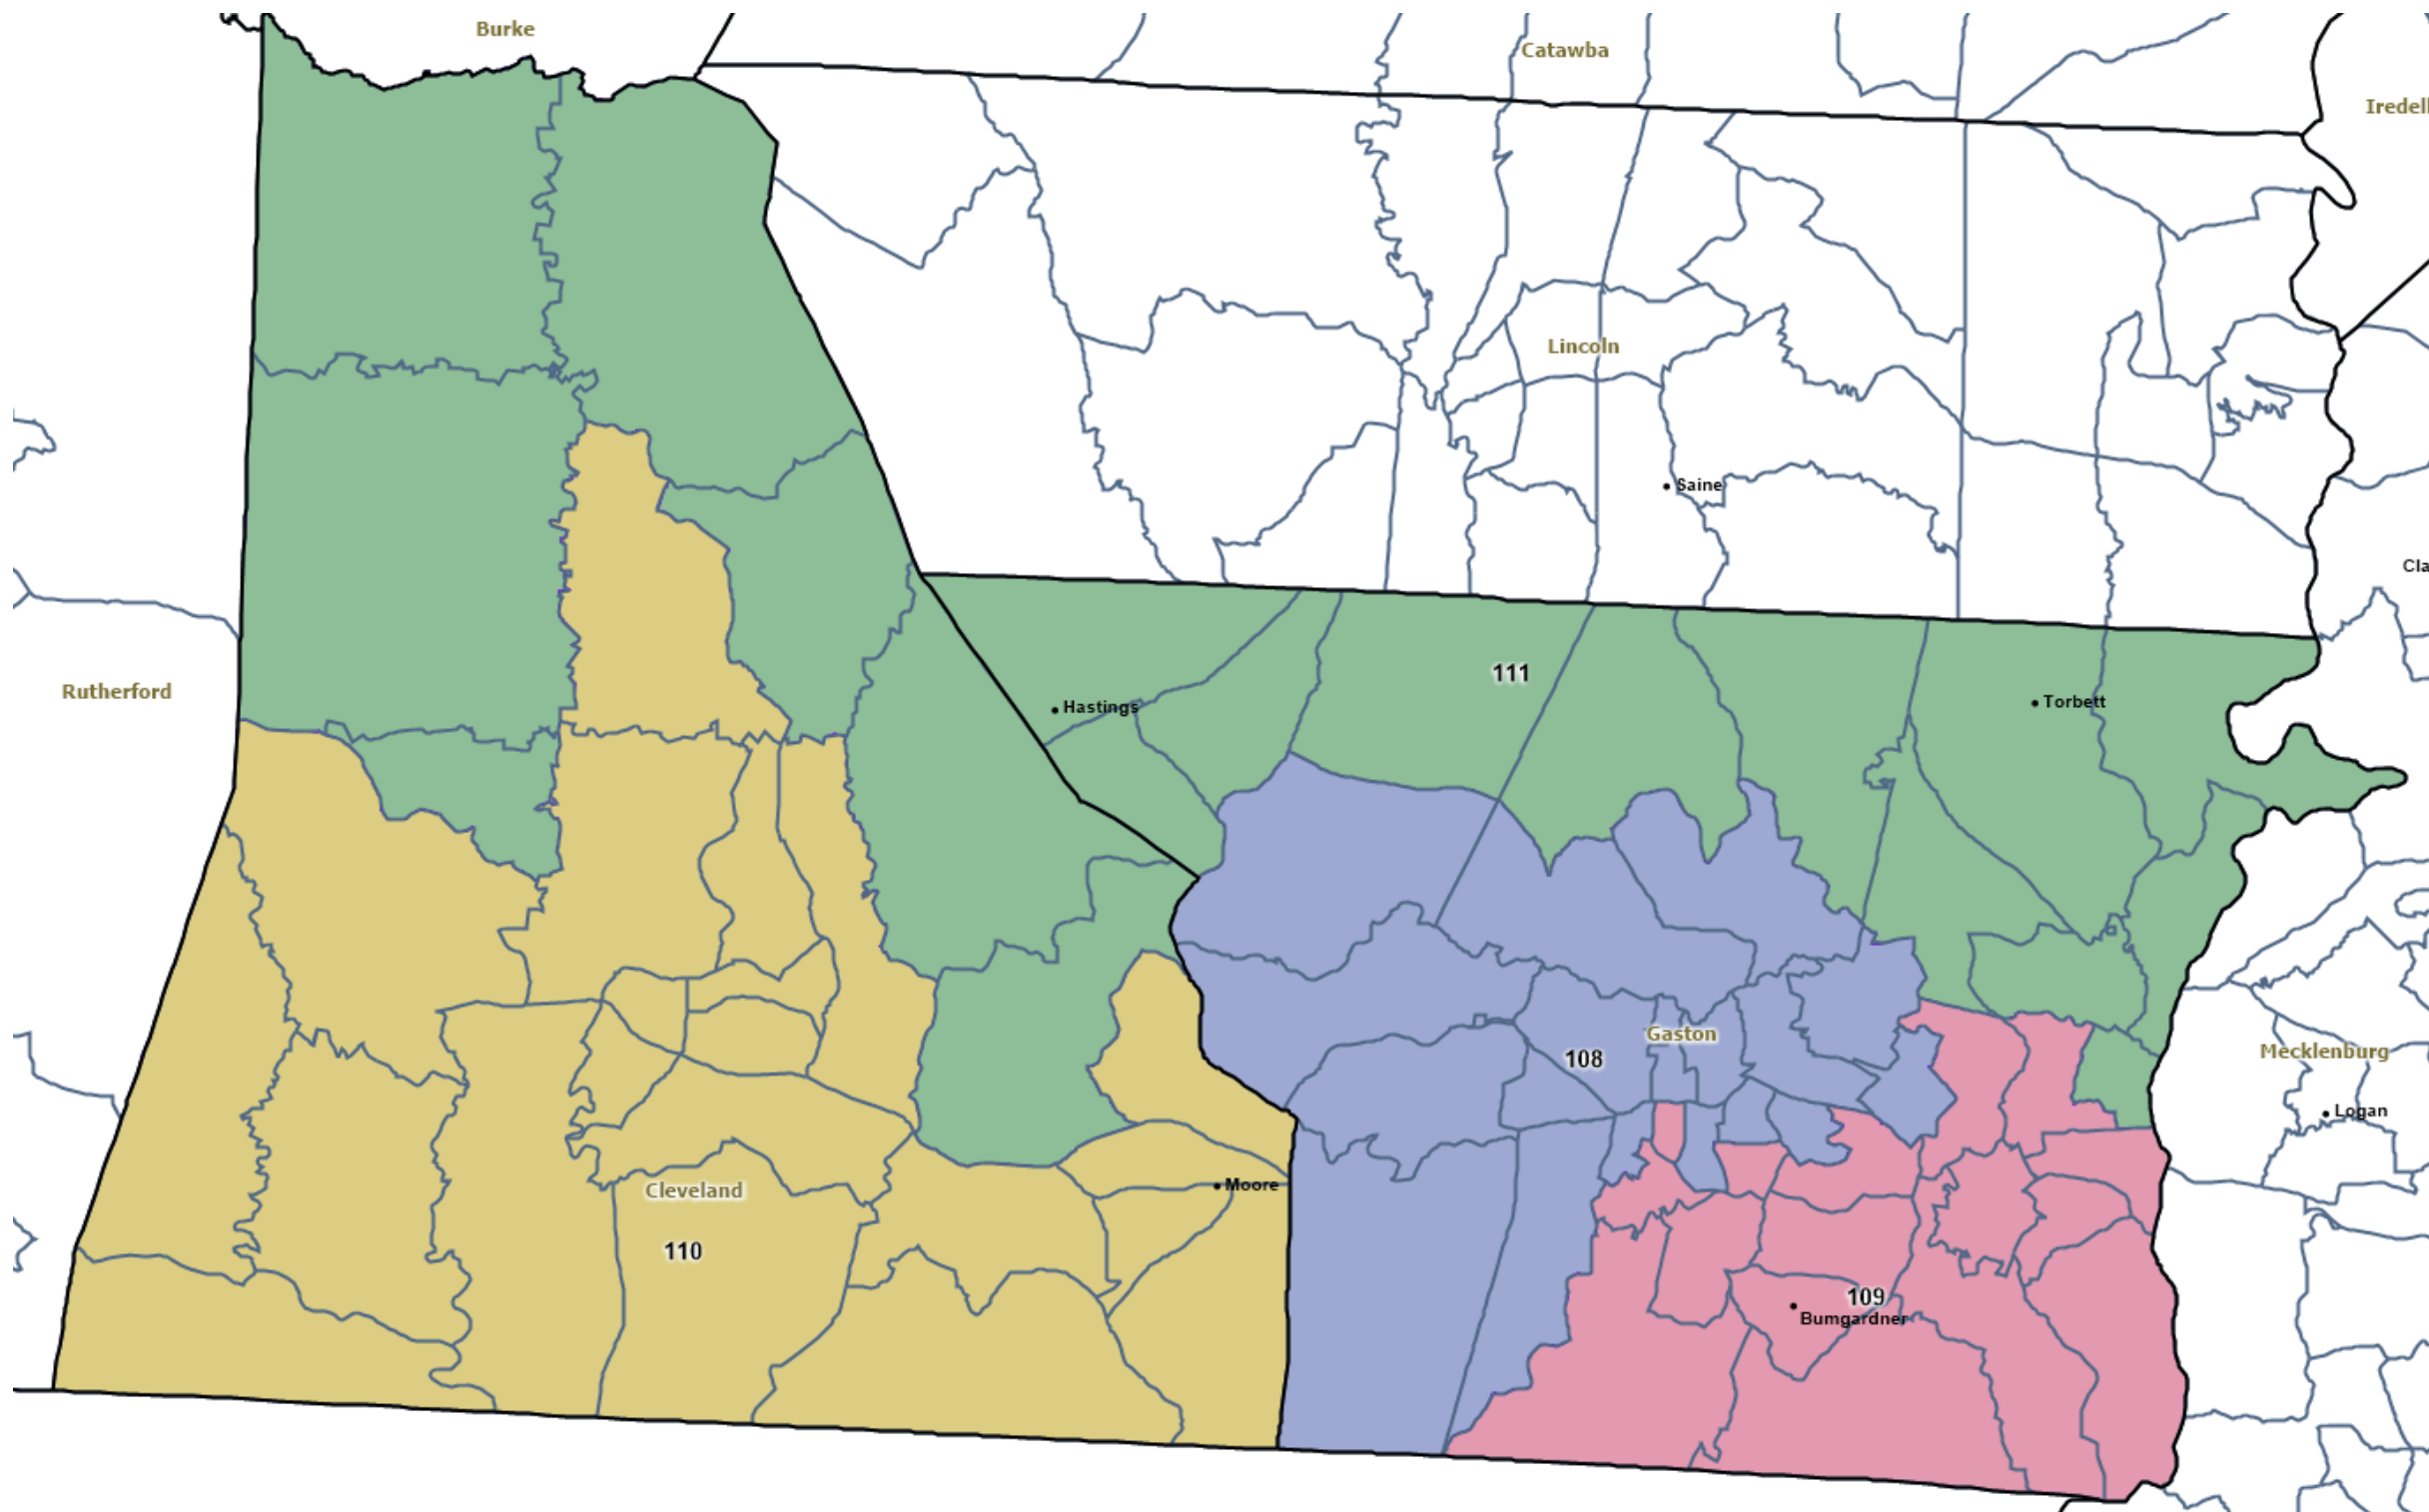 Burke
Catawba
Iredell
Lincoln
Saine
Cla
Rutherford
111
Hastings
Torbett
Gaston
108
Mecklenburg
Logan
Cleveland
Moore
110
109
Bumgardner